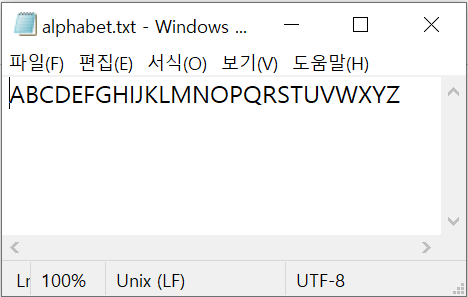 alphabet.txt - Windows ...
파일(F) 편집(E) 서식(O) 보기(V) 도움말(H)
ABCDEFGHIJKLMNOPQRSTUVWXYZ
100% Unix (LF) UTF-8